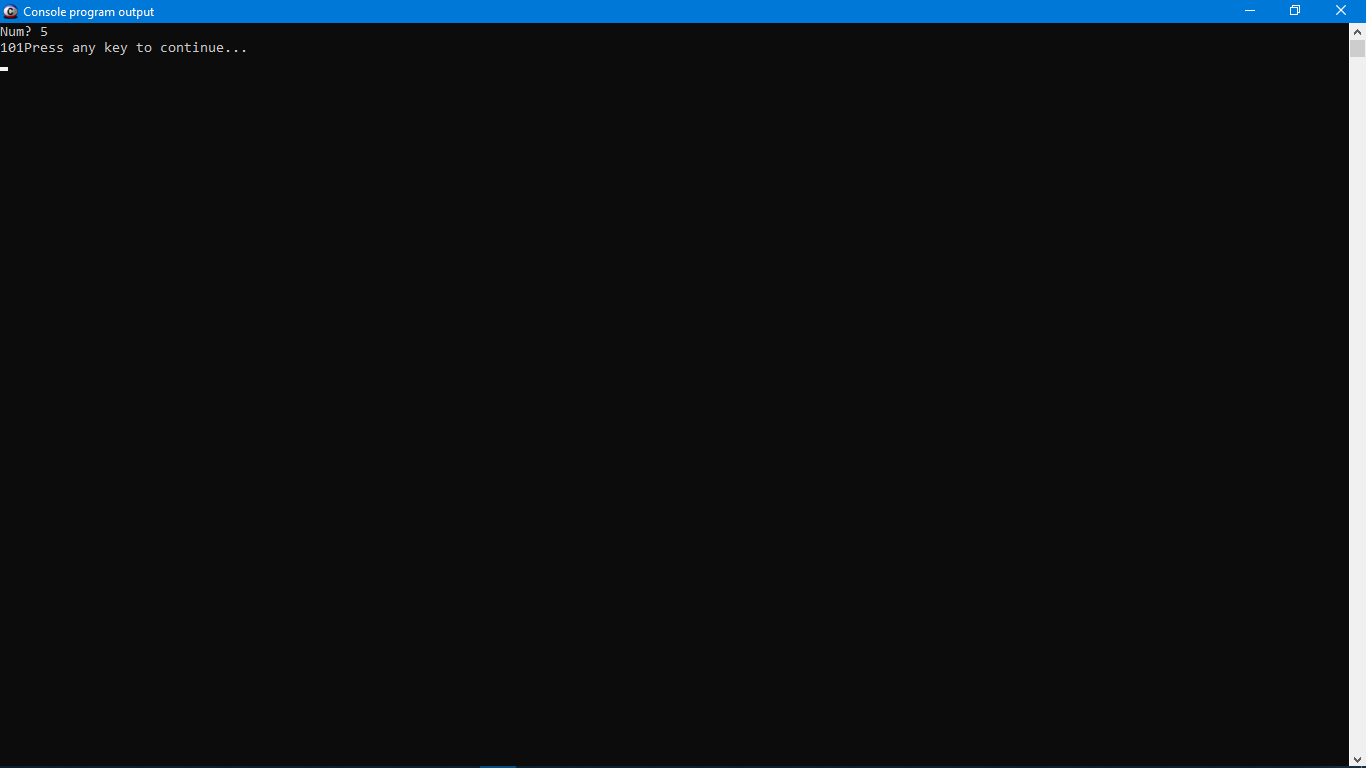 Console program output
Num? 5
101Press any key to continue...